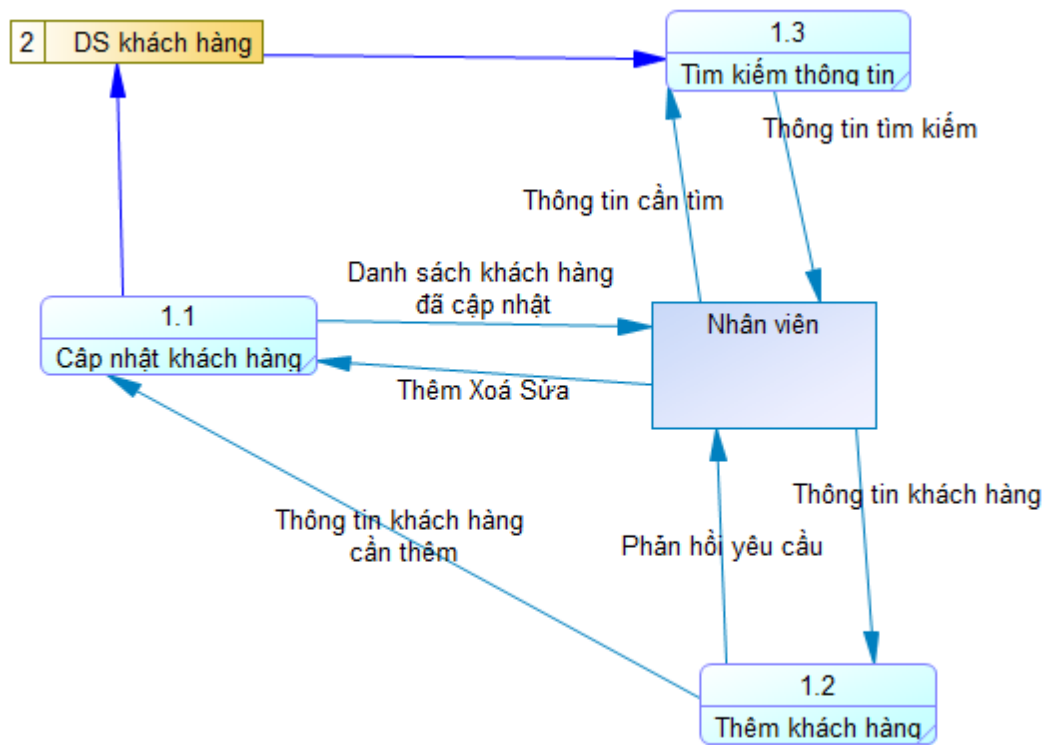 2 DS khách hàng
1.3
Tìm kiếm thông tin
Thông tin tìm kiếm
Thông tin cần tìm
Danh sách khách hàng
đã cập nhật
1.1
Câp nhật khách hàng
Nhân viên
Thêm Xoá Sửa
Thông tin khách hàng
Thông tin khách hàng
cần thêm
Phản hồi yêu cầu
1.2
Thêm khách hàng